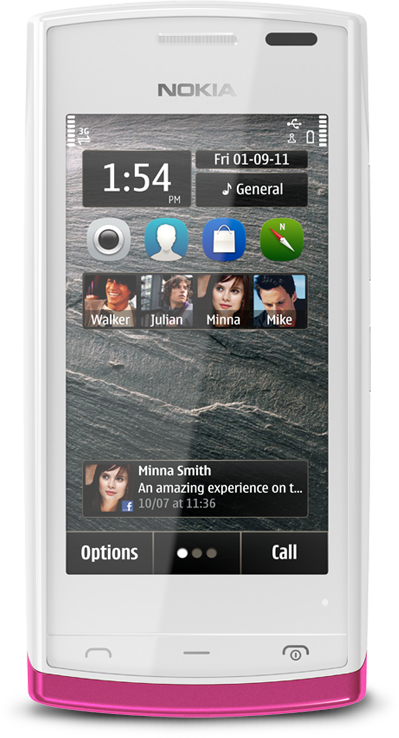 NOKIA
3G
1:54
PM
Fri 01-09-11
General
N
Walker Julian Minna Mike
Minna Smith
An amazing experience on t...
10/07 at 11:36
f
Options
Call